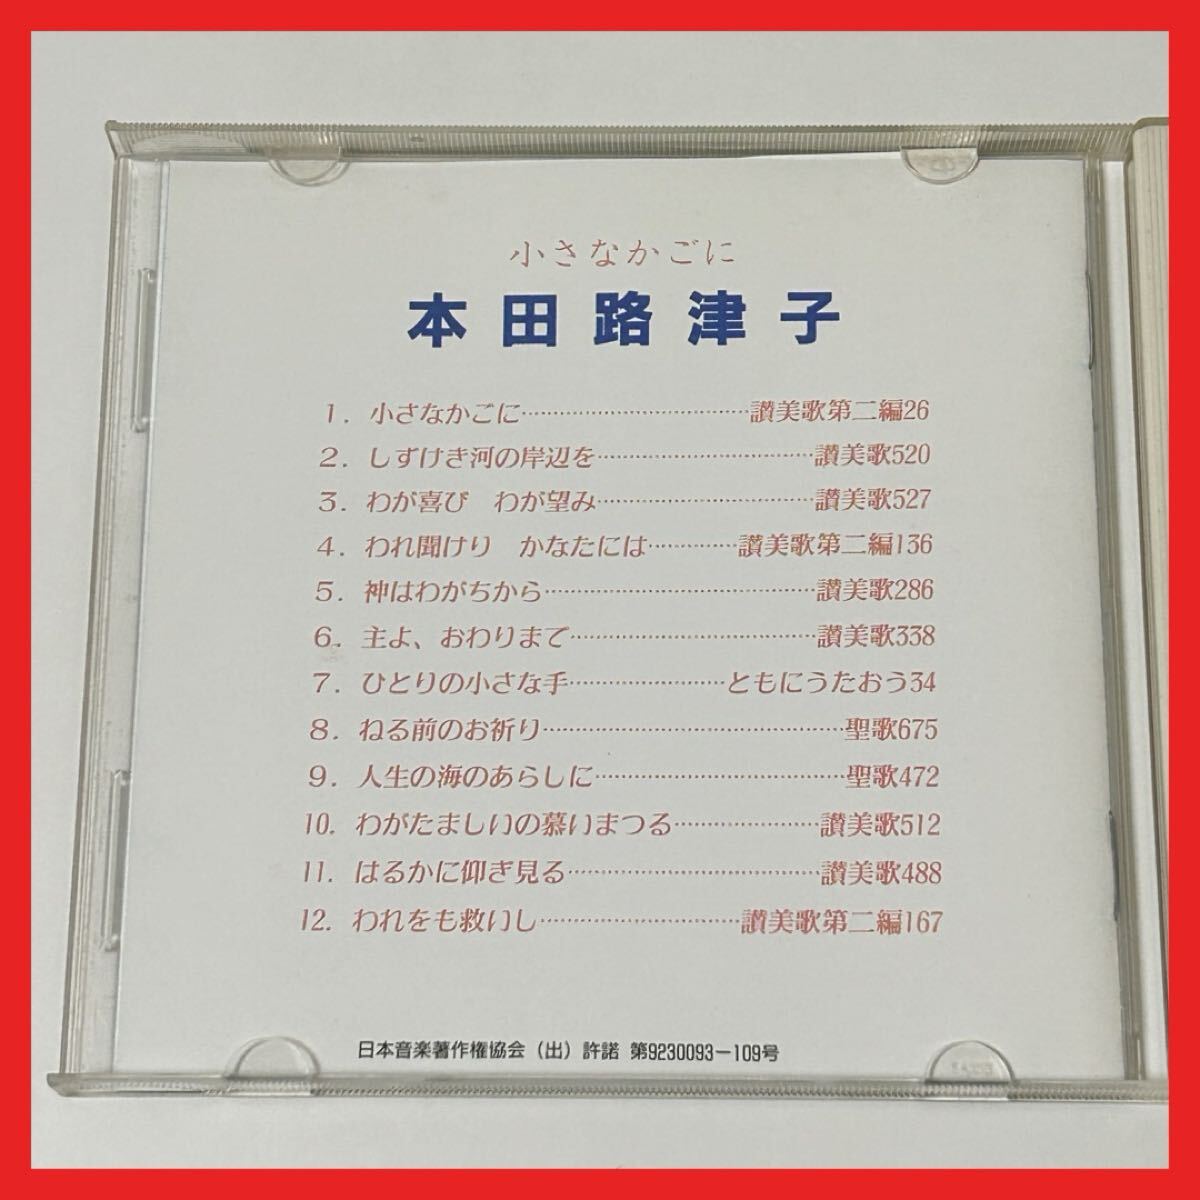 小さなかごに
本田路津子
1. 小さなかごに……………………………讃美歌第二編26
2. しずけき河の岸辺を……………………………讃美歌520
3. わが喜び　わが望み……………………………讃美歌527
4. われ聞けり　かなたには…………讃美歌第二編136
5. 神はわがちから……………………………讃美歌286
6. 主よ、おわりまで……………………………讃美歌338
7. ひとりの小さな手…………………ともにうたおう34
8. ねる前のお祈り……………………………聖歌675
9. 人生の海のあらしに……………………………聖歌472
10. わがたましいの慕いまつる…………………讃美歌512
11. はるかに仰ぎ見る……………………………讃美歌488
12. われをも救いし………………………讃美歌第二編167
日本音楽著作権協会（出）許諾 第9230093－109号